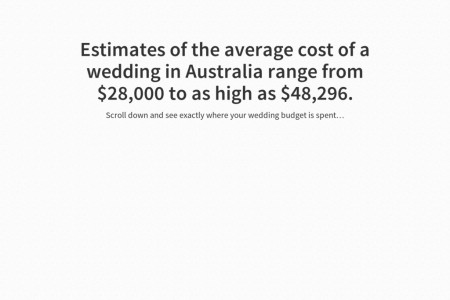 Estimates of the average cost of a
wedding in Australia range from
$28,000 to as high as $48,296.
Scroll down and see exactly where your wedding budget is spent…